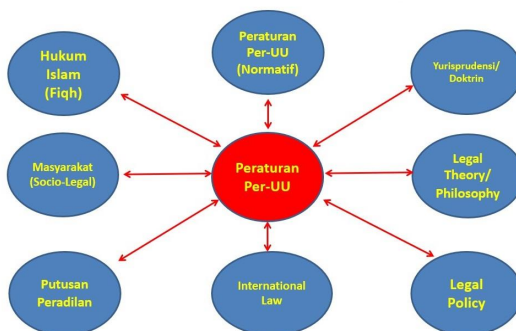 Hukum
Islam
(Fiqh)
Peraturan
Per-UU
(Normatif)
Yurisprudensi/
Doktrin
Masyarakat
(Socio-Legal)
Peraturan
Per-UU
Legal
Theory/
Philosophy
Putusan
Peradilan
International
Law
Legal
Policy